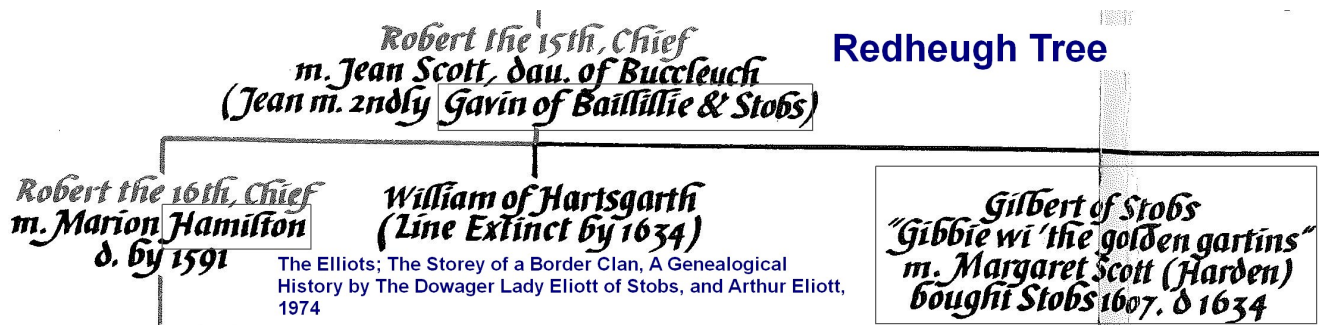 Redheugh Tree
Robert the 15th, Chief
m. Jean Scott, dau. of Buccleuch
(Jean m. 2ndly Gavin of Baillillie & Stobs)
Robert the 16th, Chief
m. Marion Hamilton
d. by 1591
William of Hartsgarth
(Line Extinct by 1634)
Gilbert of Stobs
"Gibbie wi' the golden gartins"
m. Margaret Scott (Harden)
bought Stobs 1607. d 1634
The Elliots; The Storey of a Border Clan, A Genealogical
History by The Dowager Lady Eliott of Stobs, and Arthur Eliott,
1974